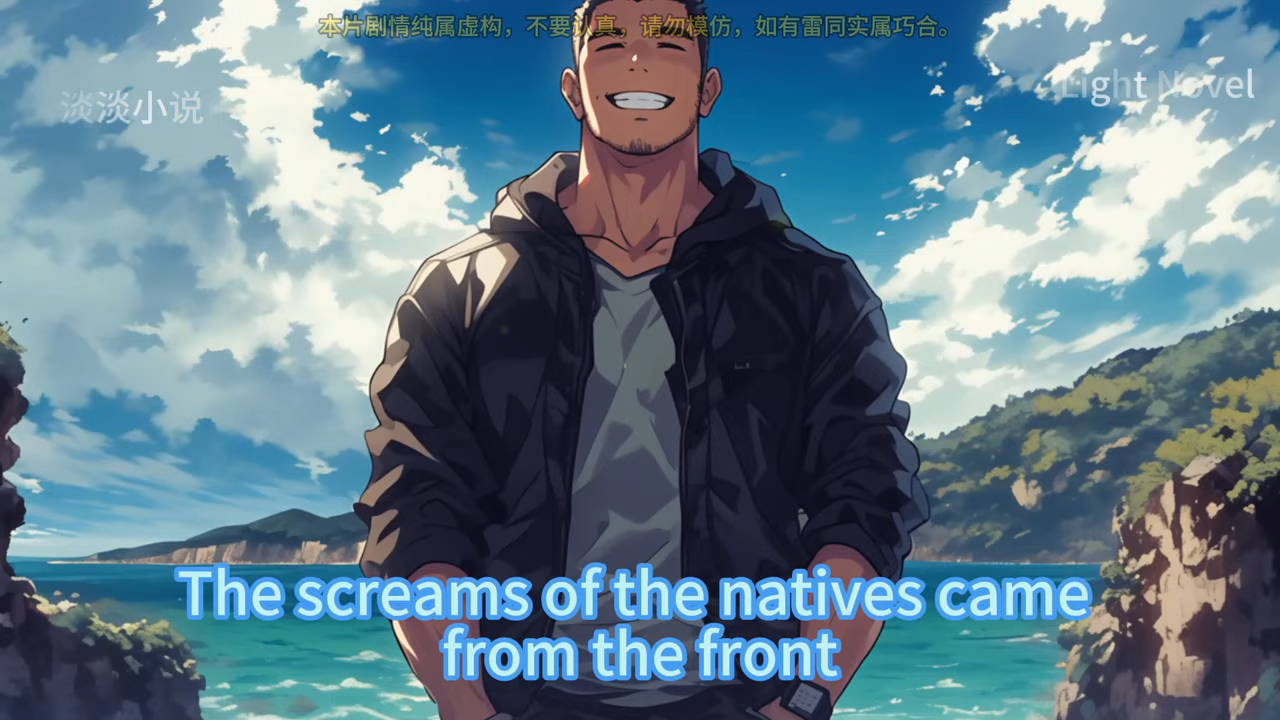 本片剧情纯属虚构，不要认真，请勿模仿，如有雷同实属巧合。
淡淡小说
Light Novel
The screams of the natives came
from the front